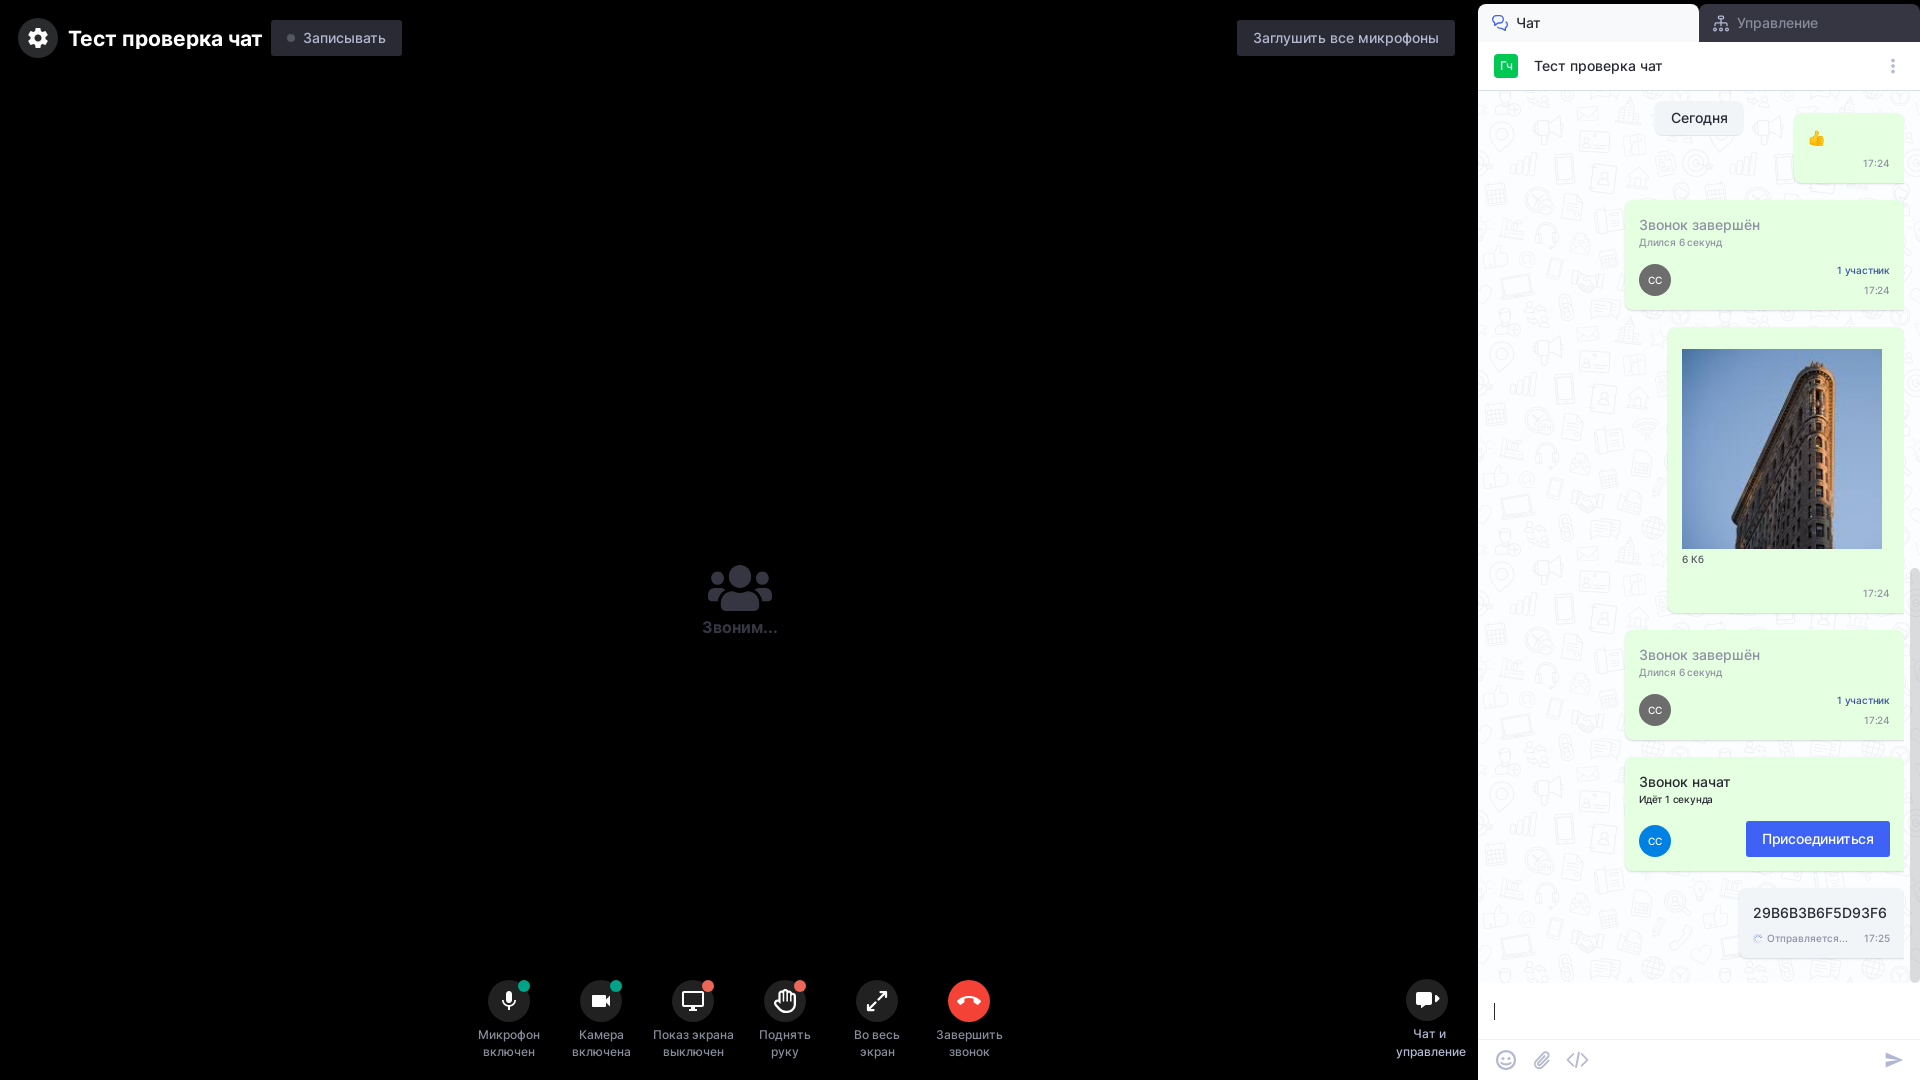 Тест проверка чат
Записывать
Заглушить все микрофоны
Чат
Управление
Гч
Тест проверка чат
Сегодня
17:24
Звонок завершён
Длился 6 секунд
СС
1 участник
17:24
6 Кб
17:24
Звонок завершён
Длился 6 секунд
СС
1 участник
17:24
Звонок начат
Идёт 1 секунда
СС
Присоединиться
29B6B3B6F5D93F6
Отправляется...
17:25
Звоним...
Микрофон
включен
Камера
включена
Показ экрана
выключен
Поднять
руку
Во весь
экран
Завершить
звонок
Чат и
управление